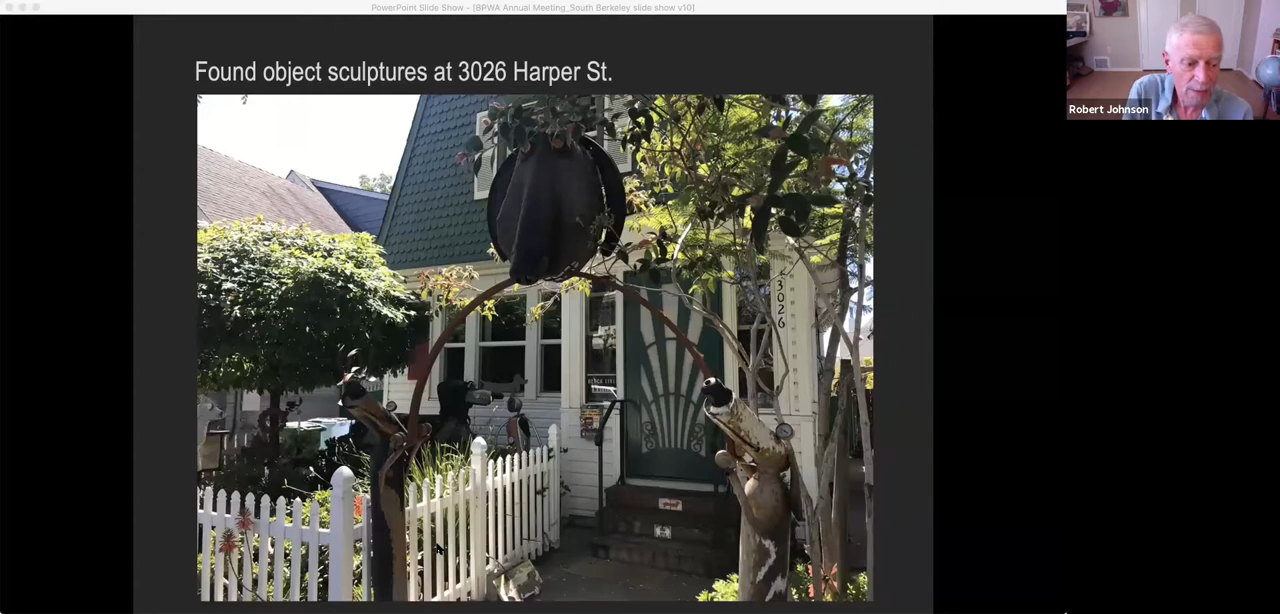 PowerPoint Slide Show - [BPWA Annual Meeting_South Berkeley slide show v10]
Found object sculptures at 3026 Harper St.
Robert Johnson
3026